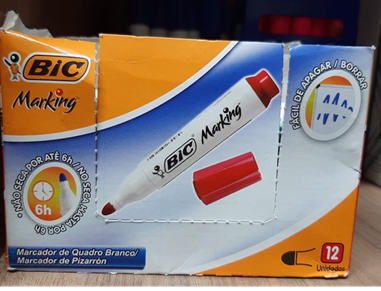 BIC
Marking
FÁCIL DE APAGAR / BORRAR
BIC Marking
• NÃO SECA POR ATÉ 6h / NO SECA HASTA POR 6h
6h
Marcador de Quadro Branco/
Marcador de Pizarrón
12
Unidades